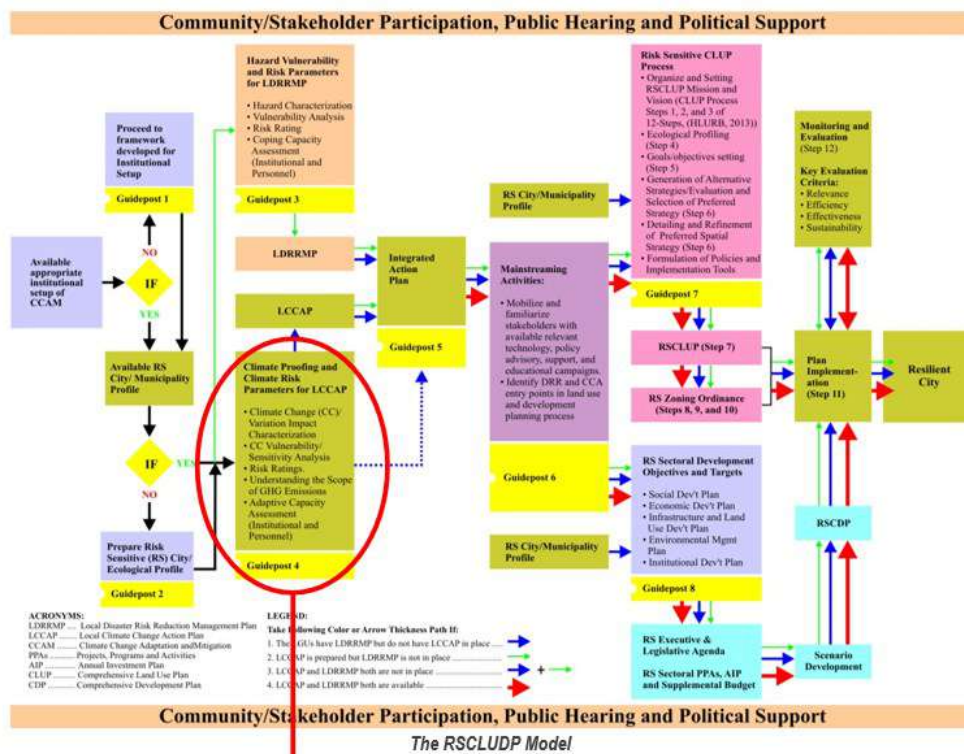 Community/Stakeholder Participation, Public Hearing and Political Support
Proceed to
framework developed for
Institutional
Setup
Guidepost 1
NO
Available
appropriate
institutional
setup of
CCAM
IF
YES
Available RS
City/ Municipality
Profile
IF
YES
NO
Prepare Risk
Sensitive (RS) City/
Ecological Profile
Guidepost 2
Hazard Vulnerability
and Risk Parameters
for LDRRMP
• Hazard Characterization
• Vulnerability Analysis
• Risk Rating
• Coping Capacity
Assessment
(Institutional and
Personnel)
Guidepost 3
LDRRMP
LCCAP
Climate Proofing and
Climate Risk
Parameters for LCCAP
• Climate Change (CC)/
Variation Impact
Characterization
• CC Vulnerability/
Sensitivity Analysis
• Risk Ratings.
• Understanding the Scope
of GHG Emissions
• Adaptive Capacity
Assessment
(Institutional and
Personnel)
Guidepost 4
Integrated
Action
Plan
Guidepost 5
RS City/Municipality
Profile
Mainstreaming
Activities:
• Mobilize and
familiarize
stakeholders with
available relevant
technology, policy
advisory, support, and
educational campaigns.
• Identify DRR and CCA
entry points in land use
and development
planning process
Guidepost 6
RS City/Municipality
Profile
Risk Sensitive CLUP
Process
• Organize and Setting
RSCLUP Mission and
Vision (CLUP Process
Steps 1, 2, and 3 of
12-Steps, (HLURB, 2013))
• Ecological Profiling
(Step 4)
• Goals/objectives setting
(Step 5)
• Generation of Alternative
Strategies/Evaluation and
Selection of Preferred
Strategy (Step 6)
• Detailing and Refinement
of Preferred Spatial
Strategy (Step 6)
• Formulation of Policies and
Implementation Tools
Guidepost 7
RSCLUP (Step 7)
RS Zoning Ordinance
(Steps 8, 9, and 10)
RS Sectoral Development
Objectives and Targets
• Social Dev't Plan
• Economic Dev't Plan
• Infrastructure and Land
Use Dev't Plan
• Environmental Mgmt
Plan
• Institutional Dev't Plan
Guidepost 8
RS Executive &
Legislative Agenda
RS Sectoral PPAs, AIP
and Supplemental Budget
Monitoring and
Evaluation
(Step 12)
Key Evaluation
Criteria:
• Relevance
• Efficiency
• Effectiveness
• Sustainability
Plan
Implement-
ation
(Step 11)
Resilient
City
RSCDP
Scenario
Development
ACRONYMS:
LDRRMP .... Local Disaster Risk Reduction Management Plan
LCCAP ........ Local Climate Change Action Plan
CCAM ......... Climate Change Adaptation andMitigation
PPAs ............ Projects, Programs and Activities
AIP .............. Annual Investment Plan
CLUP ........... Comprehensive Land Use Plan
CDP ............. Comprehensive Development Plan
LEGEND:
Take Following Color or Arrow Thickness Path If:
1. The LGUs have LDRRMP but do not have LCCAP in place .....
2. LCCAP is prepared but LDRRMP is not in place .....................
3. LCCAP and LDRRMP both are not in place ..................... +
4. LCCAP and LDRRMP both are available ...........................
Community/Stakeholder Participation, Public Hearing and Political Support
The RSCLUDP Model